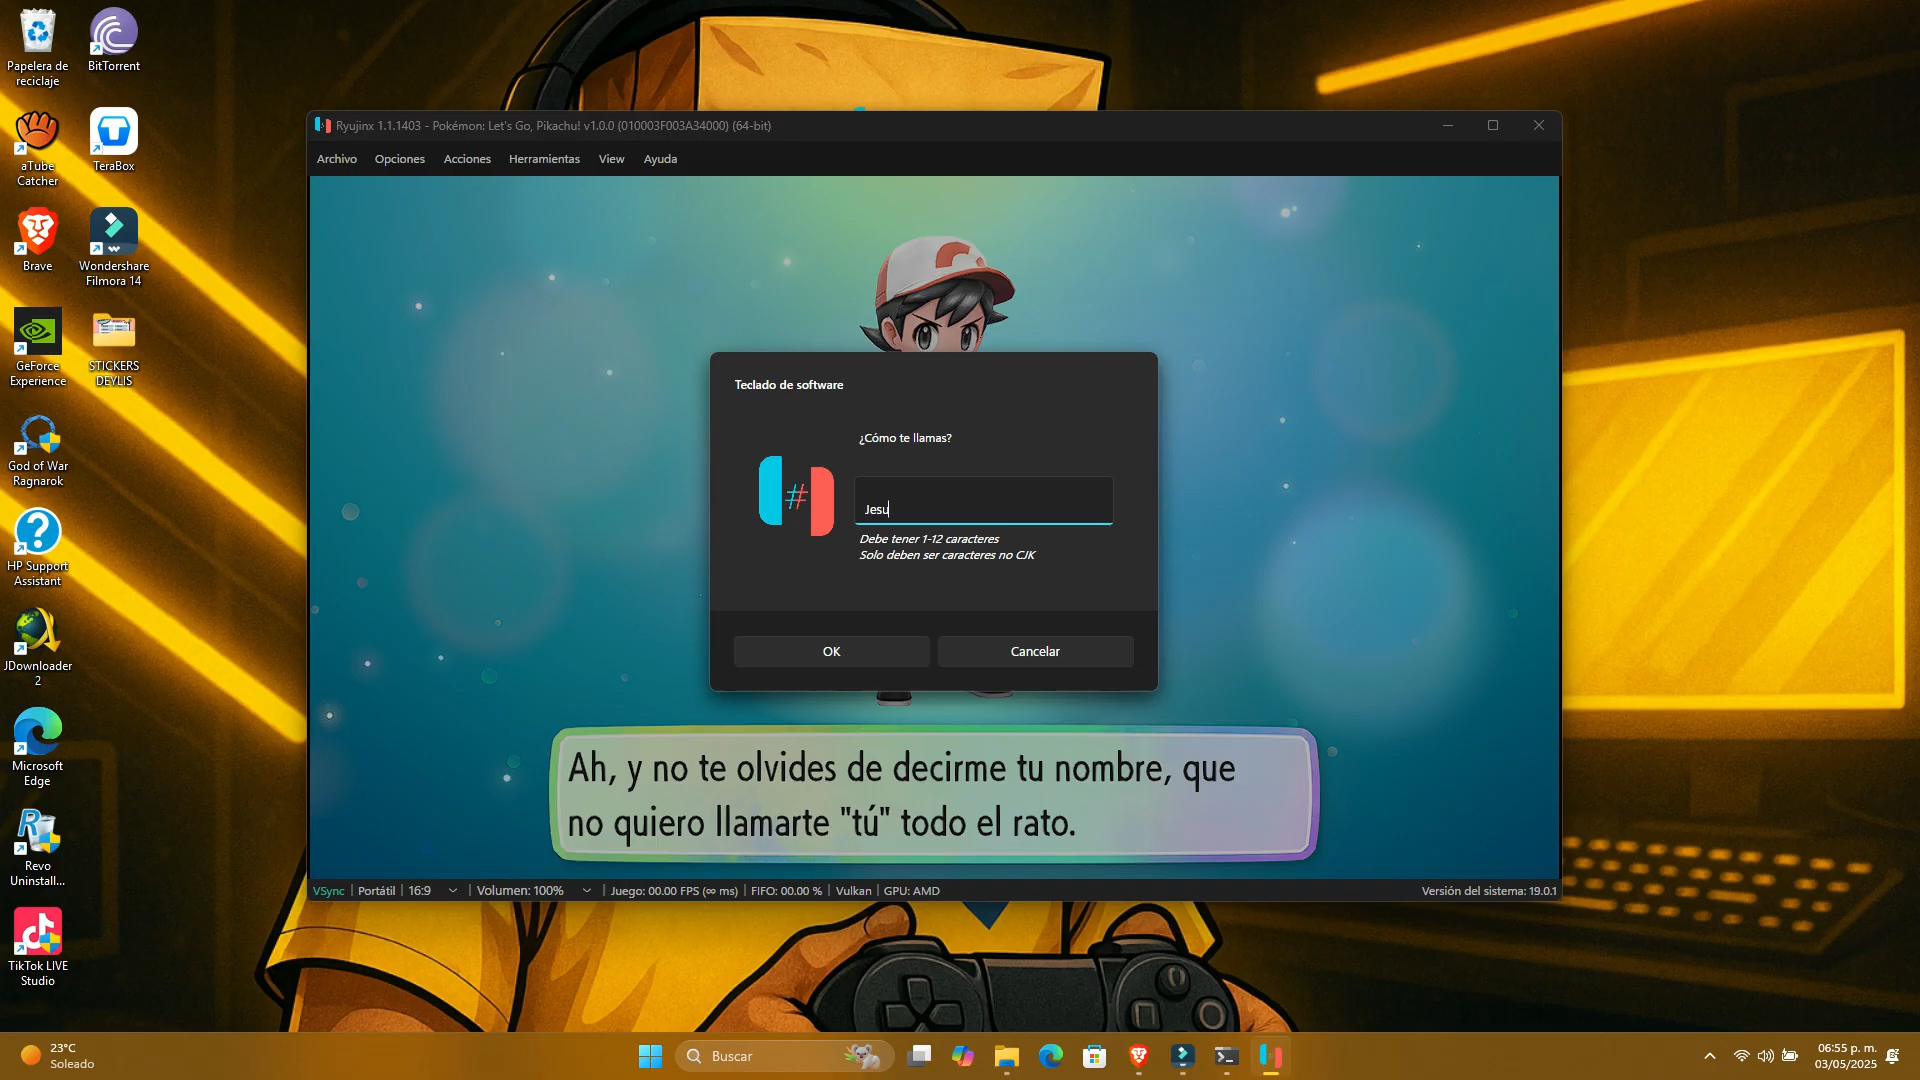 Papelera de
reciclaje
BitTorrent
aTube
Catcher
TeraBox
Brave
Wondershare
Filmora 14
GeForce
Experience
STICKERS
DEYLIS
God of War
Ragnarok
HP Support
Assistant
JDownloader
2
Microsoft
Edge
Revo
Uninstall...
TikTok LIVE
Studio
Ryujinx 1.1.1403 - Pokémon: Let's Go, Pikachu! v1.0.0 (010003F003A34000) (64-bit)
Archivo Opciones Acciones Herramientas View Ayuda
Teclado de software
¿Cómo te llamas?
Jesu
Debe tener 1-12 caracteres
Solo deben ser caracteres no CJK
OK Cancelar
Ah, y no te olvides de decirme tu nombre, que
no quiero llamarte "tú" todo el rato.
VSync | Portátil | 16:9 | Volumen: 100% | Juego: 00.00 FPS (∞ ms) | FIFO: 00.00 % | Vulkan | GPU: AMD Versión del sistema: 19.0.1
23°C
Soleado
Buscar
06:55 p. m.
03/05/2025